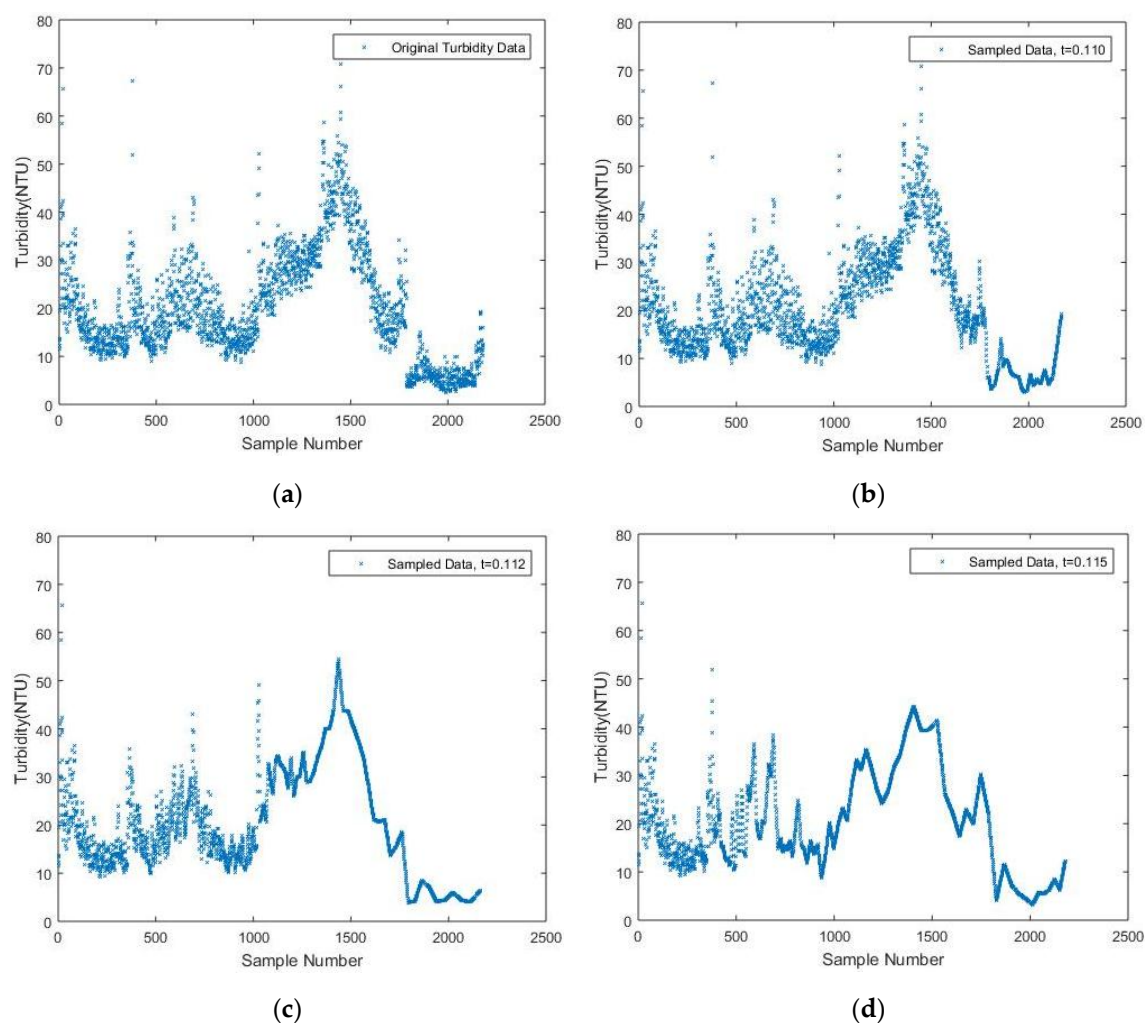 80
70
60
50
40
30
20
10
0
Turbidity(NTU)
Original Turbidity Data
0 500 1000 1500 2000 2500
Sample Number
(a)
80
70
60
50
40
30
20
10
0
Turbidity(NTU)
Sampled Data, t=0.110
0 500 1000 1500 2000 2500
Sample Number
(b)
80
70
60
50
40
30
20
10
0
Turbidity(NTU)
Sampled Data, t=0.112
0 500 1000 1500 2000 2500
Sample Number
(c)
80
70
60
50
40
30
20
10
0
Turbidity(NTU)
Sampled Data, t=0.115
0 500 1000 1500 2000 2500
Sample Number
(d)